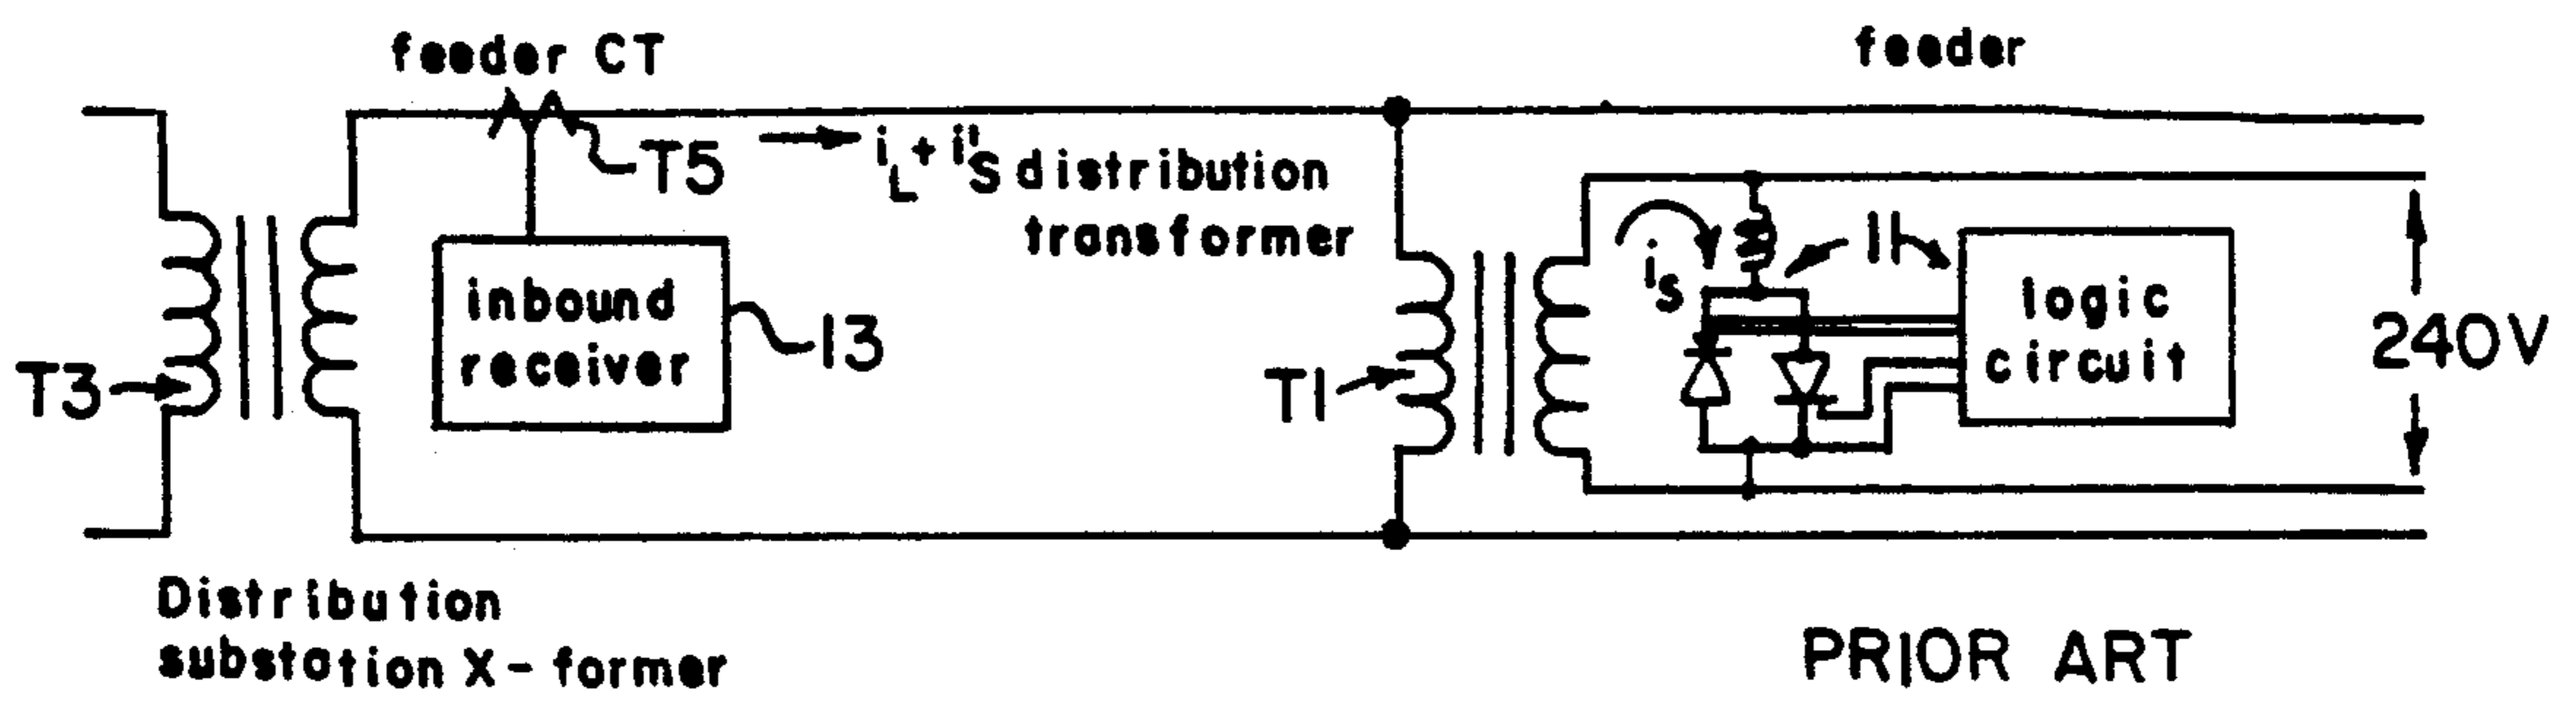 feeder CT
feeder
T5
iL + i'S
distribution
transformer
inbound
receiver
13
T3
T1
iS
11
logic
circuit
240V
Distribution
substation X-former
PRIOR ART